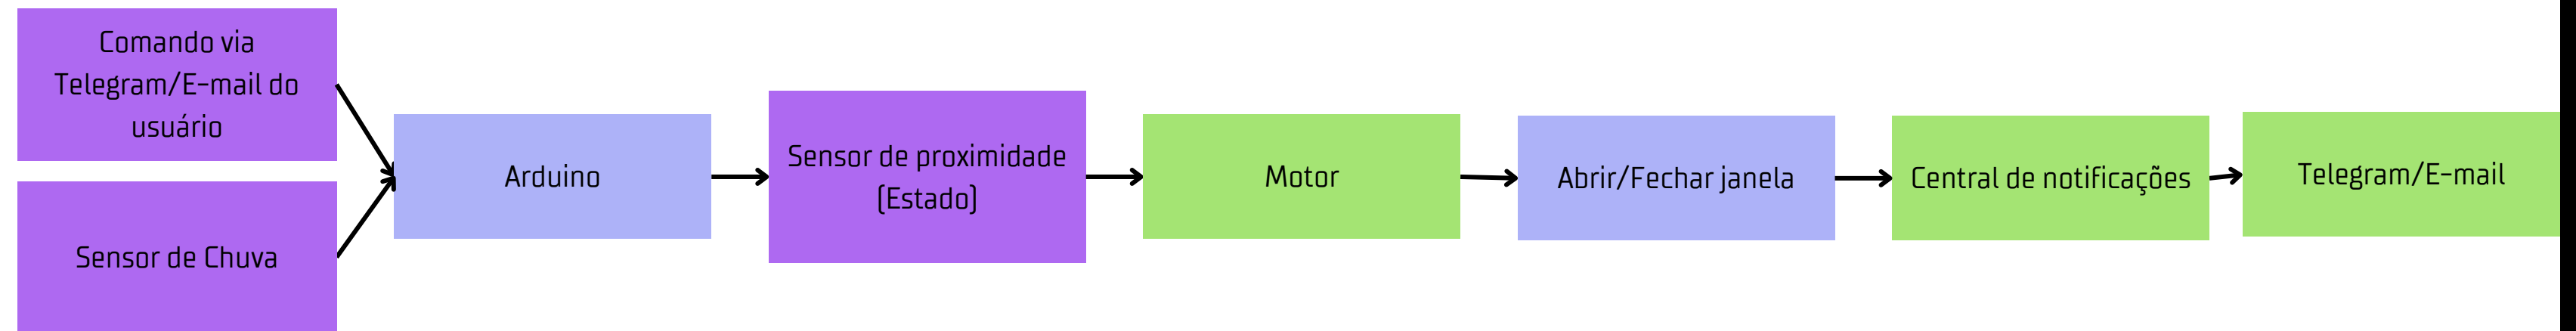 Comando via
Telegram/E-mail do
usuário
Sensor de Chuva
Arduino
Sensor de proximidade
(Estado)
Motor
Abrir/Fechar janela
Central de notificações
Telegram/E-mail